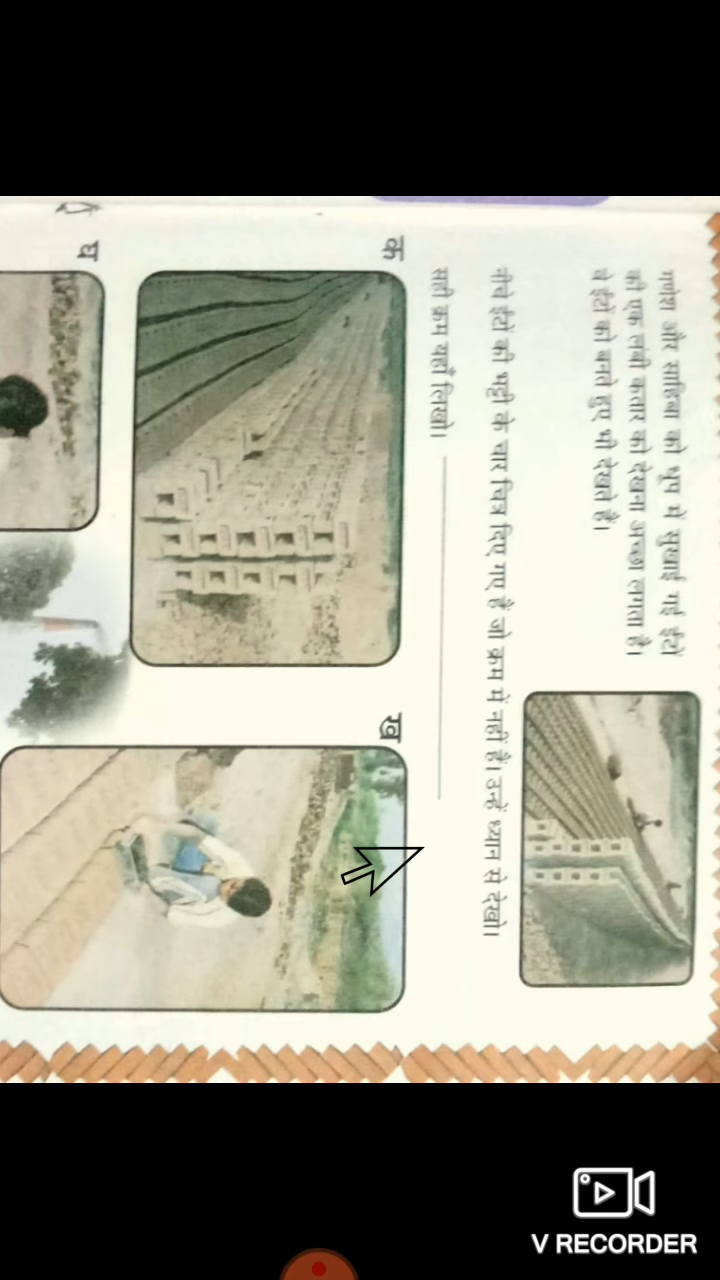 गणेश और साहिबा को धूप में सुखाई गई ईंटों
की एक लंबी कतार को देखना अच्छा लगता है।
वे ईंटों को बनते हुए भी देखते हैं।
नीचे ईंटों की भट्टी के चार चित्र दिए गए हैं जो क्रम में नहीं हैं। उन्हें ध्यान से देखो।
सही क्रम यहाँ लिखो।
क
ख
घ
V RECORDER